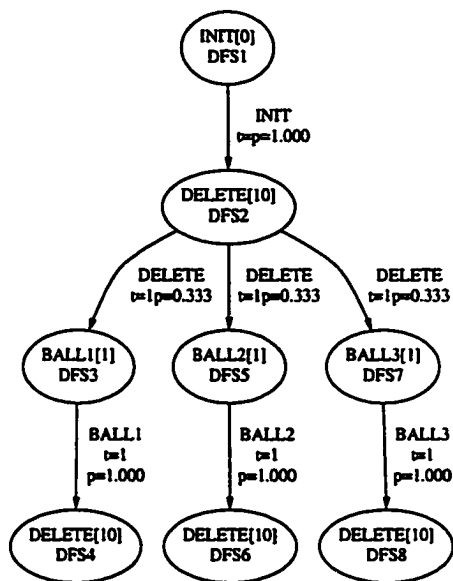 INIT[0]
DFS1
INIT
t=p=1.000
DELETE[10]
DFS2
DELETE
t=1p=0.333
DELETE
t=1p=0.333
DELETE
t=1p=0.333
BALL1[1]
DFS3
BALL2[1]
DFS5
BALL3[1]
DFS7
BALL1
t=1
p=1.000
BALL2
t=1
p=1.000
BALL3
t=1
p=1.000
DELETE[10]
DFS4
DELETE[10]
DFS6
DELETE[10]
DFS8